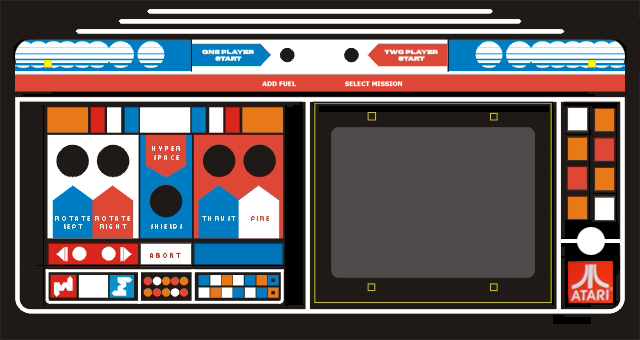 ONE PLAYER
START
TWO PLAYER
START
ADD FUEL
SELECT MISSION
HYPER
SPACE
ROTATE
LEFT
ROTATE
RIGHT
SHIELDS
THRUST
FIRE
ABORT
ATARI